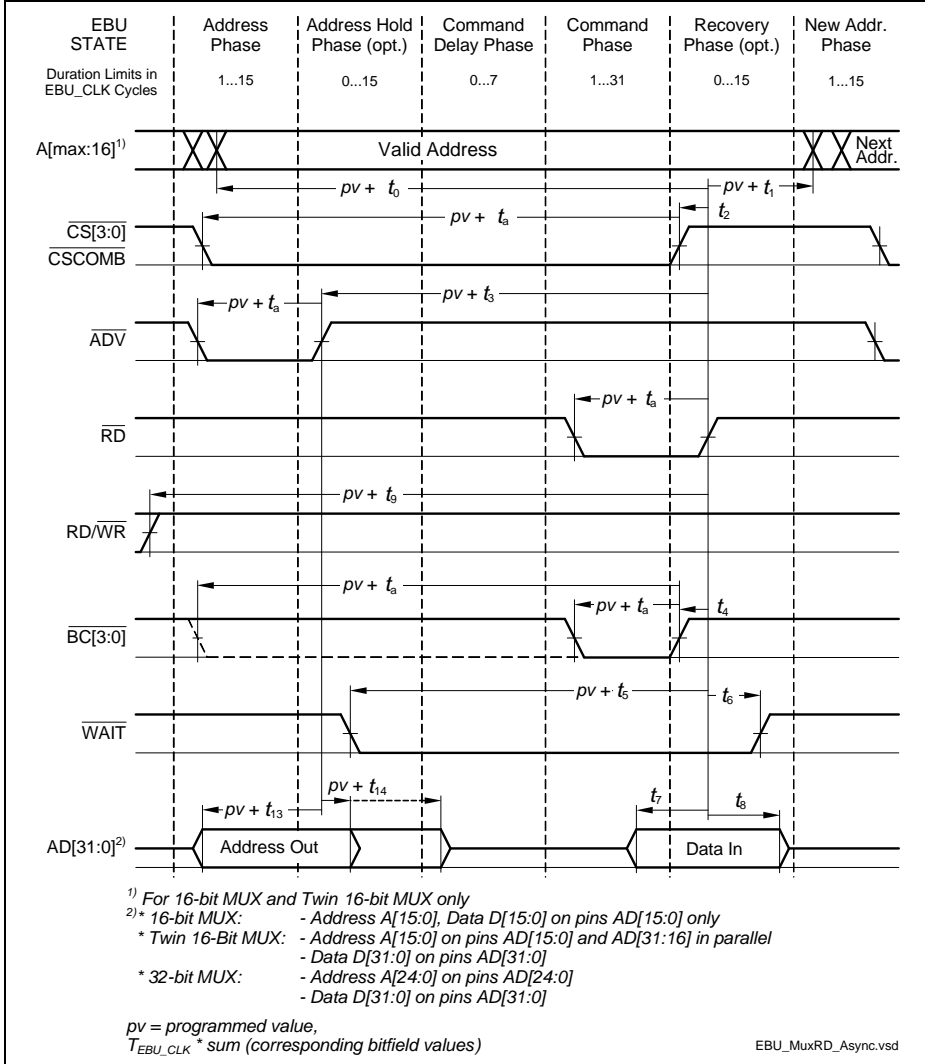 EBU STATE
Address Phase
Address Hold Phase (opt.)
Command Delay Phase
Command Phase
Recovery Phase (opt.)
New Addr. Phase
Duration Limits in EBU_CLK Cycles
1...15
0...15
0...7
1...31
0...15
1...15
A[max:16]1)
Valid Address
Next Addr.
pv + t0
pv + t1
CS[3:0]
CSCOMB
pv + ta
t2
ADV
pv + ta
pv + t3
RD
pv + ta
RD/WR
pv + t9
BC[3:0]
pv + ta
pv + ta
t4
WAIT
pv + t5
t6
AD[31:0]2)
pv + t13
pv + t14
t7
t8
Address Out
Data In
1) For 16-bit MUX and Twin 16-bit MUX only
2)* 16-bit MUX: - Address A[15:0], Data D[15:0] on pins AD[15:0] only
* Twin 16-Bit MUX: - Address A[15:0] on pins AD[15:0] and AD[31:16] in parallel
- Data D[31:0] on pins AD[31:0]
* 32-bit MUX: - Address A[24:0] on pins AD[24:0]
- Data D[31:0] on pins AD[31:0]
pv = programmed value,
TEBU_CLK * sum (corresponding bitfield values)
EBU_MuxRD_Async.vsd